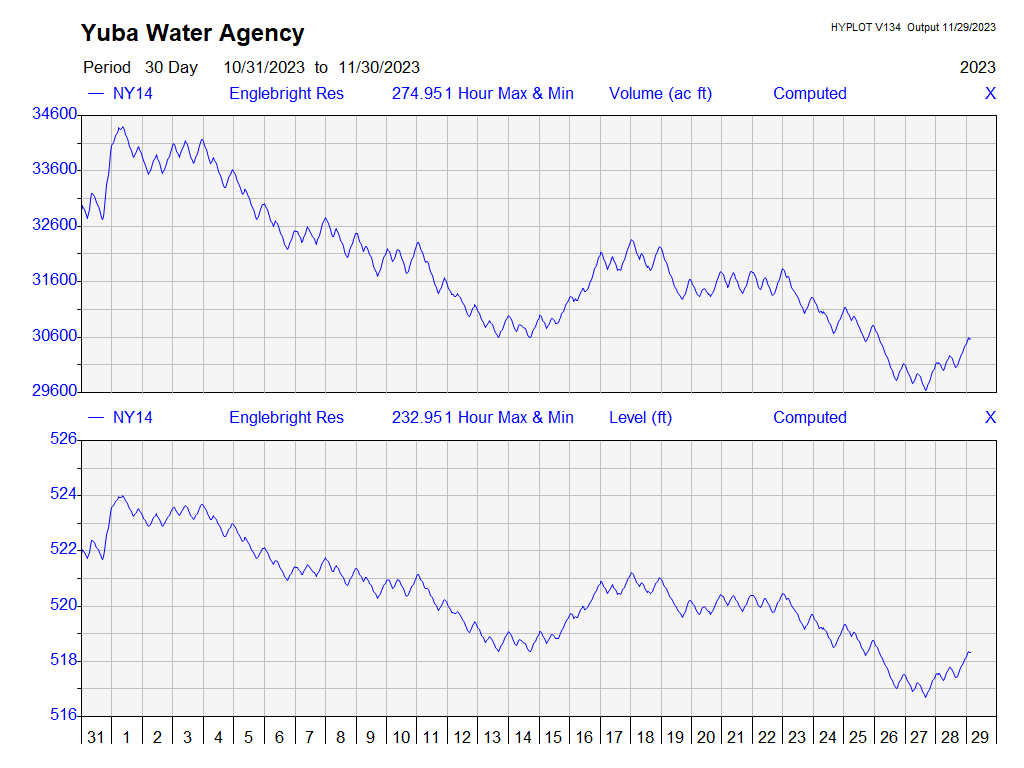 Yuba Water Agency
HYPLOT V134 Output 11/29/2023
Period 30 Day 10/31/2023 to 11/30/2023 2023
— NY14 Englebright Res 274.951 Hour Max & Min Volume (ac ft) Computed X
34600
33600
32600
31600
30600
29600
— NY14 Englebright Res 232.951 Hour Max & Min Level (ft) Computed X
526
524
522
520
518
516
31 1 2 3 4 5 6 7 8 9 10 11 12 13 14 15 16 17 18 19 20 21 22 23 24 25 26 27 28 29